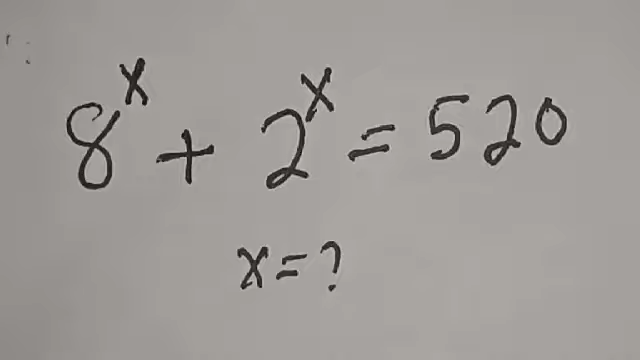 8^x + 2^x = 520
x = ?